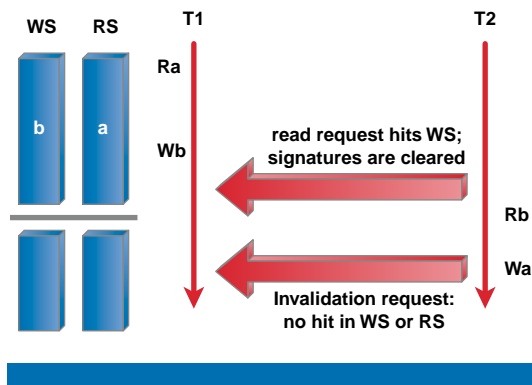 WS RS T1 T2
Ra
b a
Wb
read request hits WS;
signatures are cleared
Rb
Wa
Invalidation request:
no hit in WS or RS